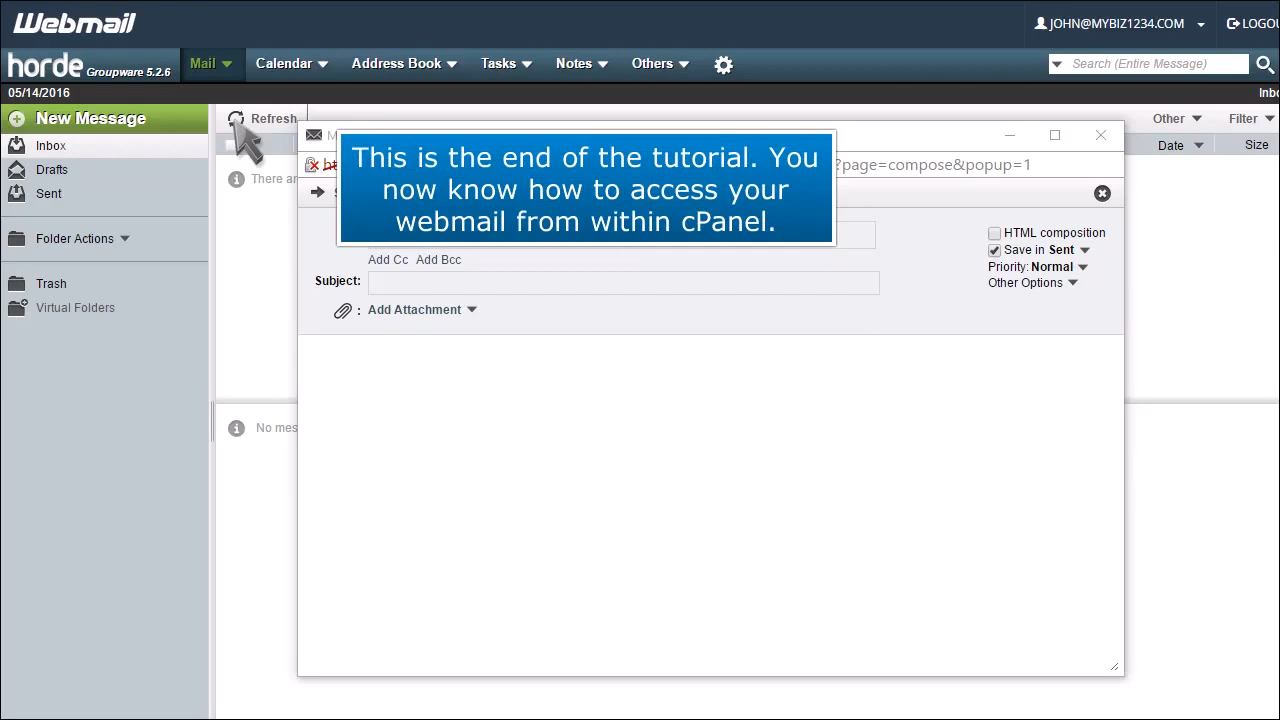 Webmail
JOHN@MYBIZ1234.COM
LOGOU
horde Groupware 5.2.6
Mail
Calendar
Address Book
Tasks
Notes
Others
Search (Entire Message)
05/14/2016
Inbo
New Message
Refresh
Other
Filter
Inbox
Date
Size
Drafts
Sent
There ar
This is the end of the tutorial. You
now know how to access your
webmail from within cPanel.
?page=compose&popup=1
Folder Actions
HTML composition
Save in Sent
Priority: Normal
Other Options
Add Cc Add Bcc
Subject:
Add Attachment
:
Trash
Virtual Folders
No mes